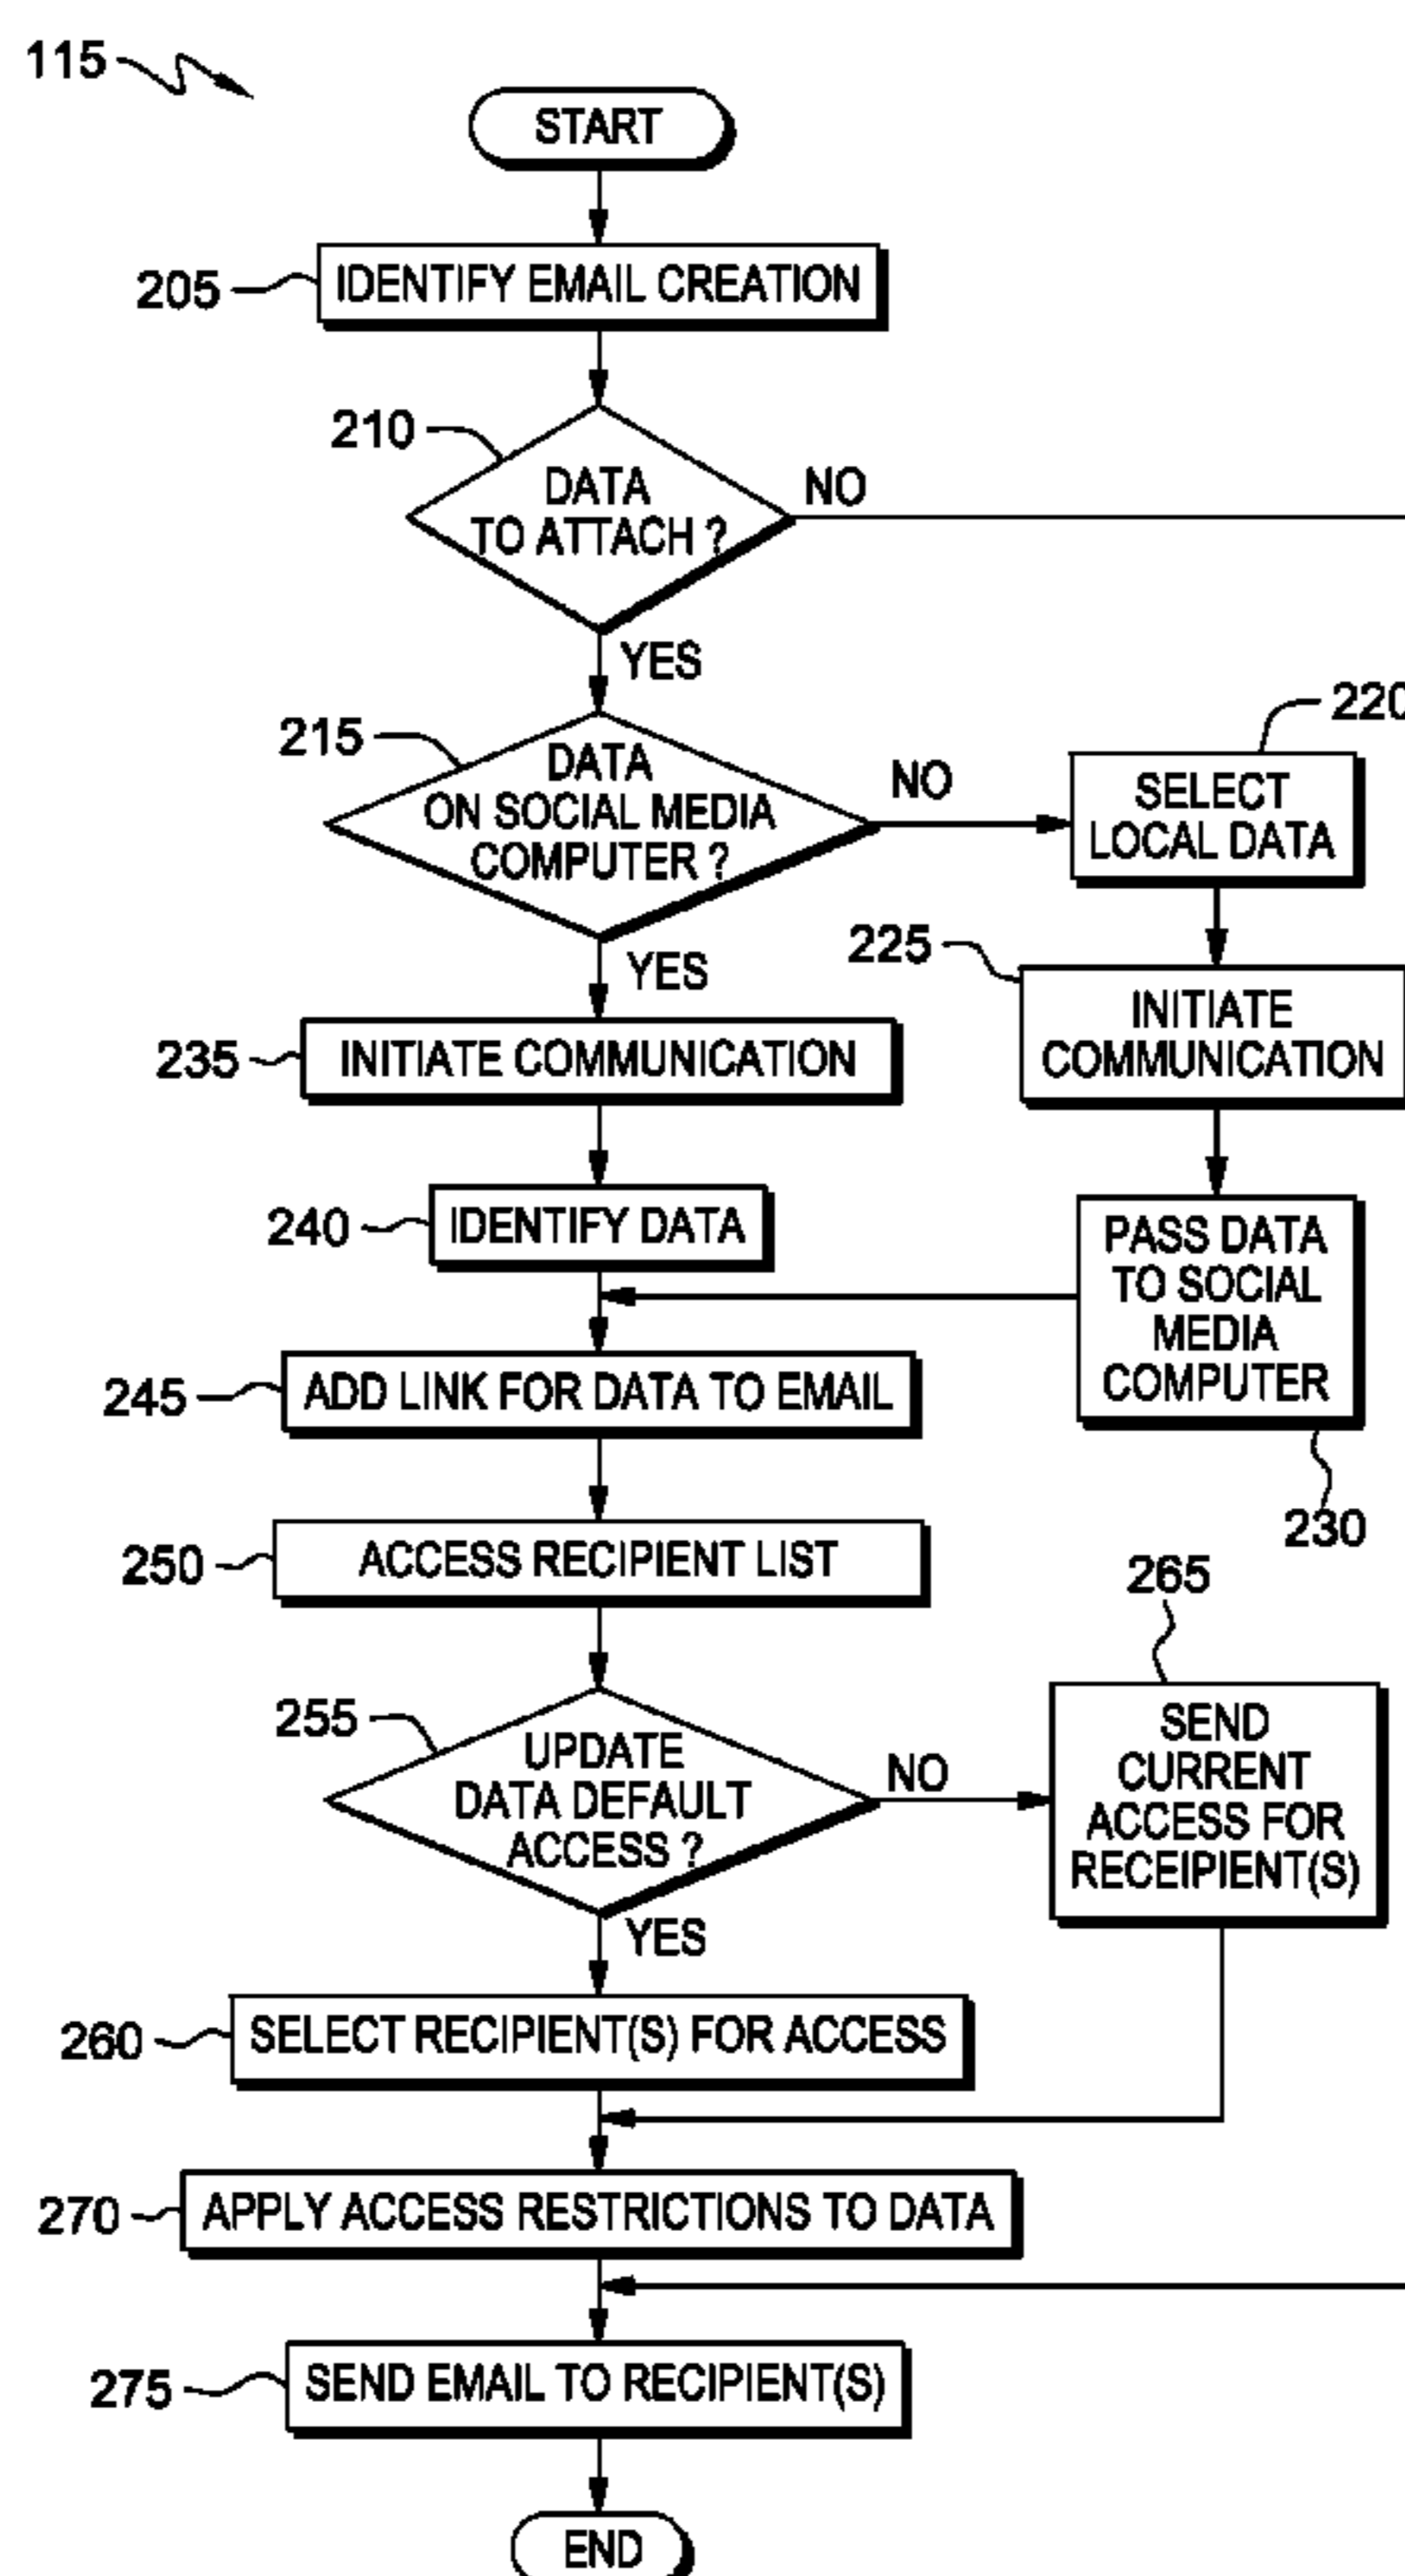 115
START
205
IDENTIFY EMAIL CREATION
210
DATA
TO ATTACH ?
NO
YES
215
DATA
ON SOCIAL MEDIA
COMPUTER ?
NO
220
SELECT
LOCAL DATA
YES
225
INITIATE
COMMUNICATION
235
INITIATE COMMUNICATION
240
IDENTIFY DATA
PASS DATA
TO SOCIAL
MEDIA
COMPUTER
230
245
ADD LINK FOR DATA TO EMAIL
250
ACCESS RECIPIENT LIST
255
UPDATE
DATA DEFAULT
ACCESS ?
NO
265
SEND
CURRENT
ACCESS FOR
RECEIPIENT(S)
YES
260
SELECT RECIPIENT(S) FOR ACCESS
270
APPLY ACCESS RESTRICTIONS TO DATA
275
SEND EMAIL TO RECIPIENT(S)
END